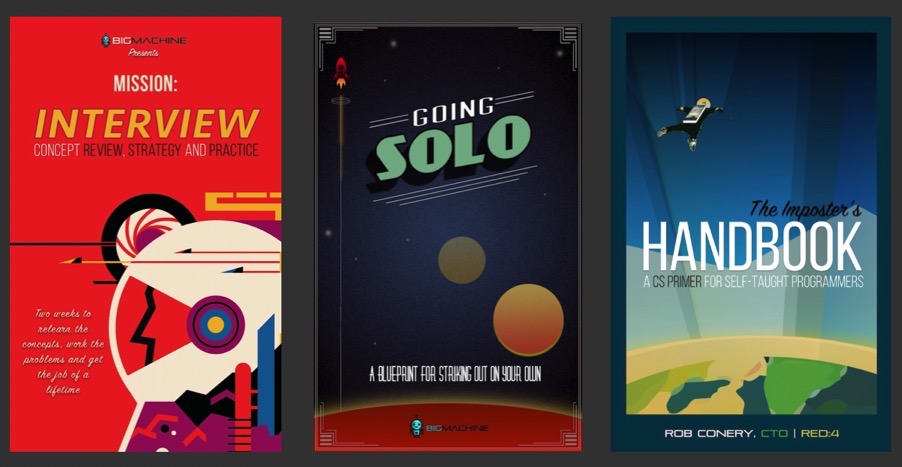 BIGMACHINE
Presents
MISSION:
INTERVIEW
CONCEPT REVIEW, STRATEGY AND PRACTICE
Two weeks to
relearn the
concepts, work the
problems and get
the job of a
lifetime
GOING
SOLO
A BLUEPRINT FOR STRIKING OUT ON YOUR OWN
BIGMACHINE
The Imposter's
HANDBOOK
A CS PRIMER FOR SELF-TAUGHT PROGRAMMERS
ROB CONERY, CTO | RED:4